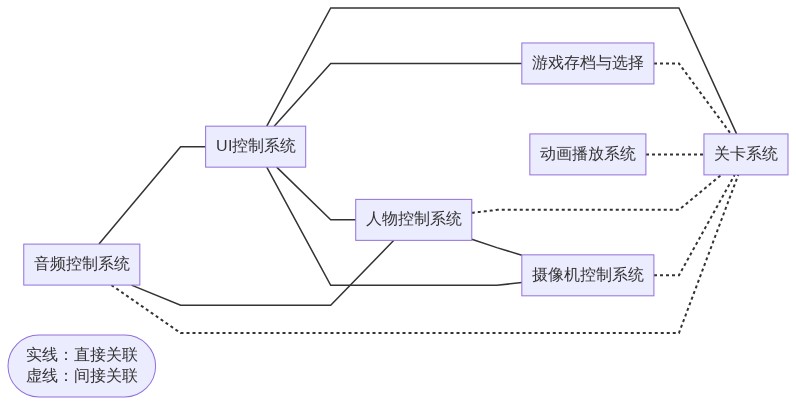 游戏存档与选择
UI控制系统
动画播放系统
关卡系统
人物控制系统
音频控制系统
摄像机控制系统
实线：直接关联
虚线：间接关联